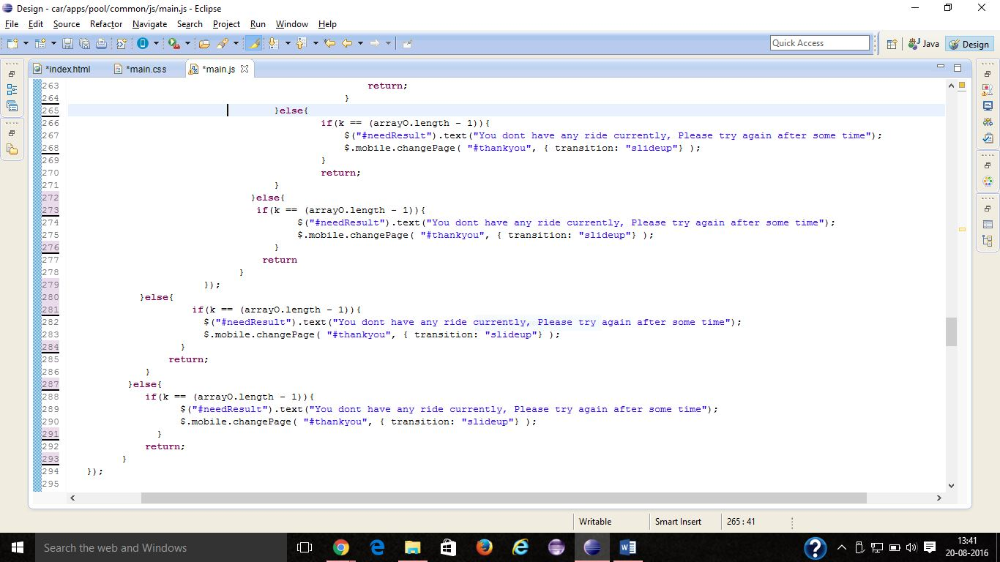 Design - car/apps/pool/common/js/main.js - Eclipse
File Edit Source Refactor Navigate Search Project Run Window Help
Quick Access
Java
Design
*index.html
*main.css
*main.js
263 return;
264 }
265 }else{
266 if(k == (arrayO.length - 1)){
267 $("#needResult").text("You dont have any ride currently, Please try again after some time");
268 $.mobile.changePage( "#thankyou", { transition: "slideup"} );
269 }
270 return;
271 }
272 }else{
273 if(k == (arrayO.length - 1)){
274 $("#needResult").text("You dont have any ride currently, Please try again after some time");
275 $.mobile.changePage( "#thankyou", { transition: "slideup"} );
276 }
277 return
278 }
279 });
280 }else{
281 if(k == (arrayO.length - 1)){
282 $("#needResult").text("You dont have any ride currently, Please try again after some time");
283 $.mobile.changePage( "#thankyou", { transition: "slideup"} );
284 }
285 return;
286 }
287 }else{
288 if(k == (arrayO.length - 1)){
289 $("#needResult").text("You dont have any ride currently, Please try again after some time");
290 $.mobile.changePage( "#thankyou", { transition: "slideup"} );
291 }
292 return;
293 }
294 });
295
Writable
Smart Insert
265 : 41
Search the web and Windows
13:41
20-08-2016